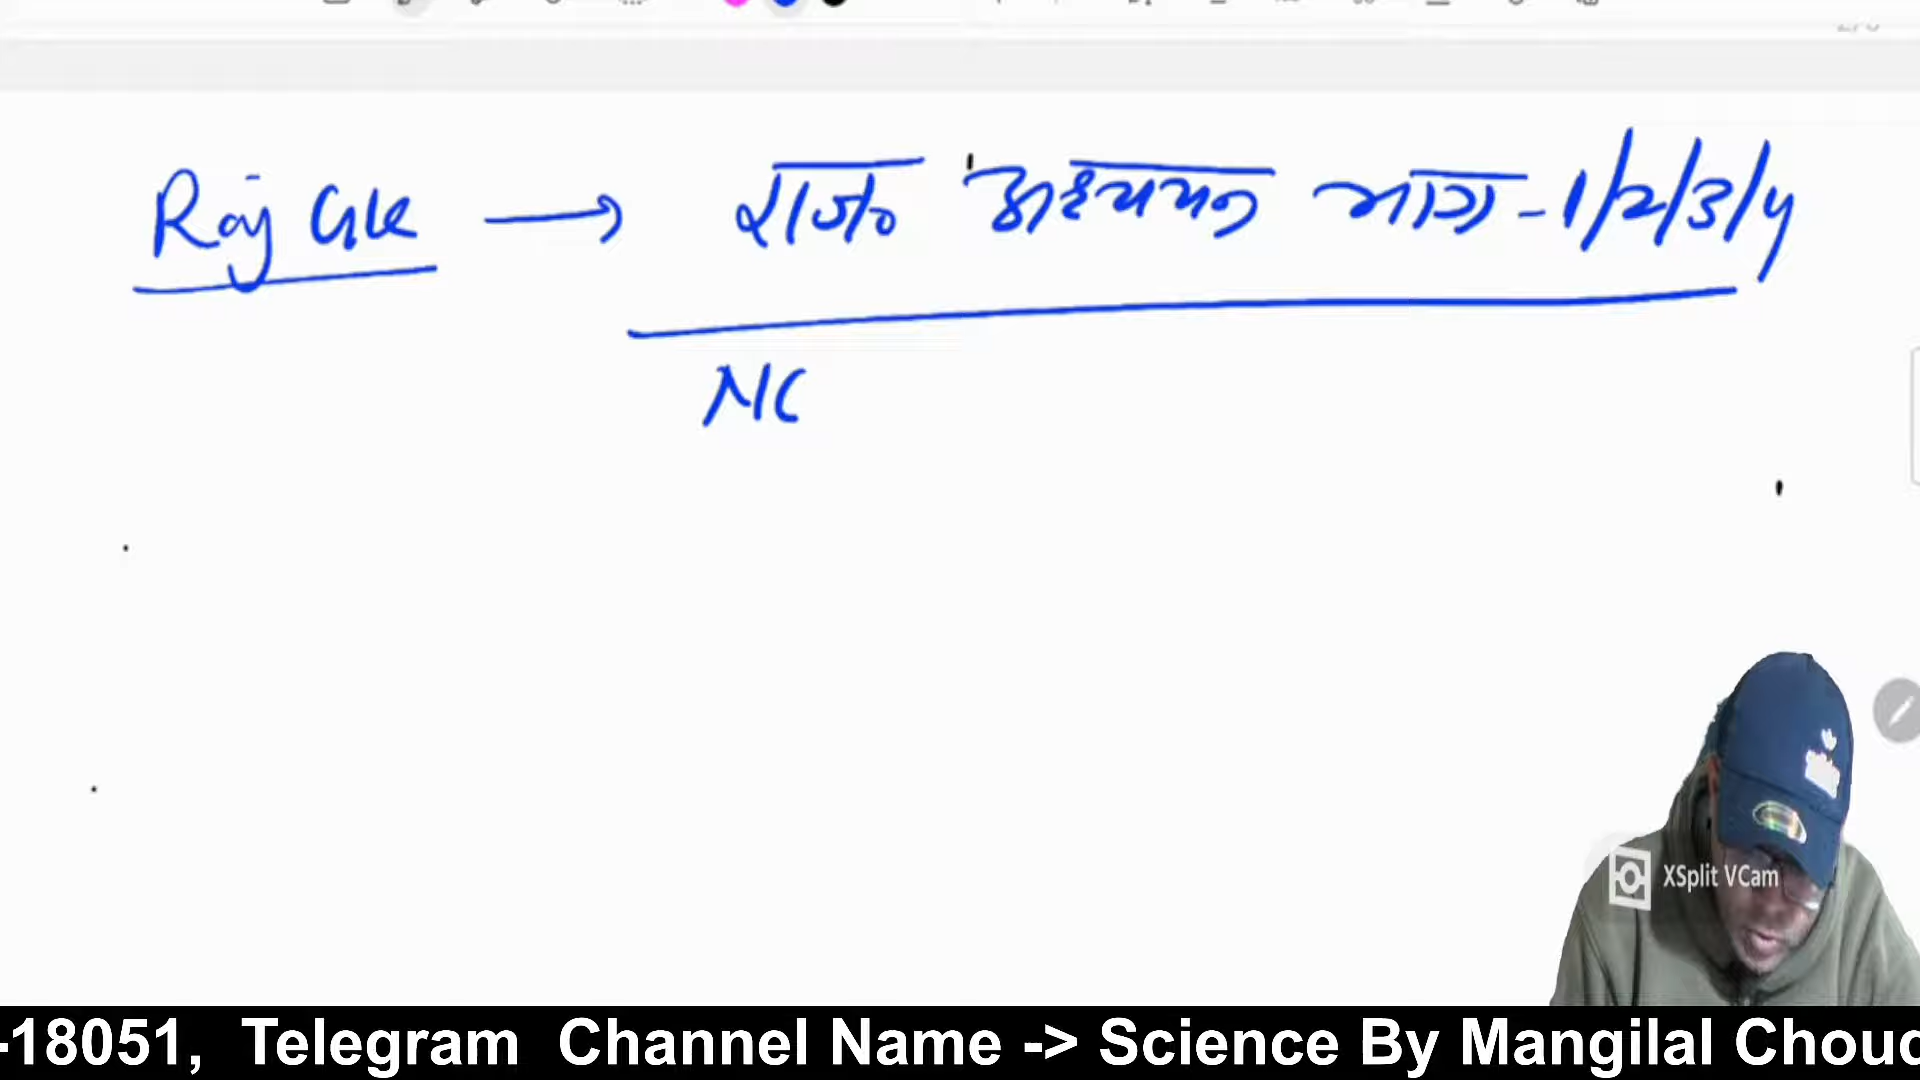 Raj Gk → राज० अध्ययन भाग-1/2/3/4
NC
XSplit VCam
-18051, Telegram Channel Name -> Science By Mangilal Choud